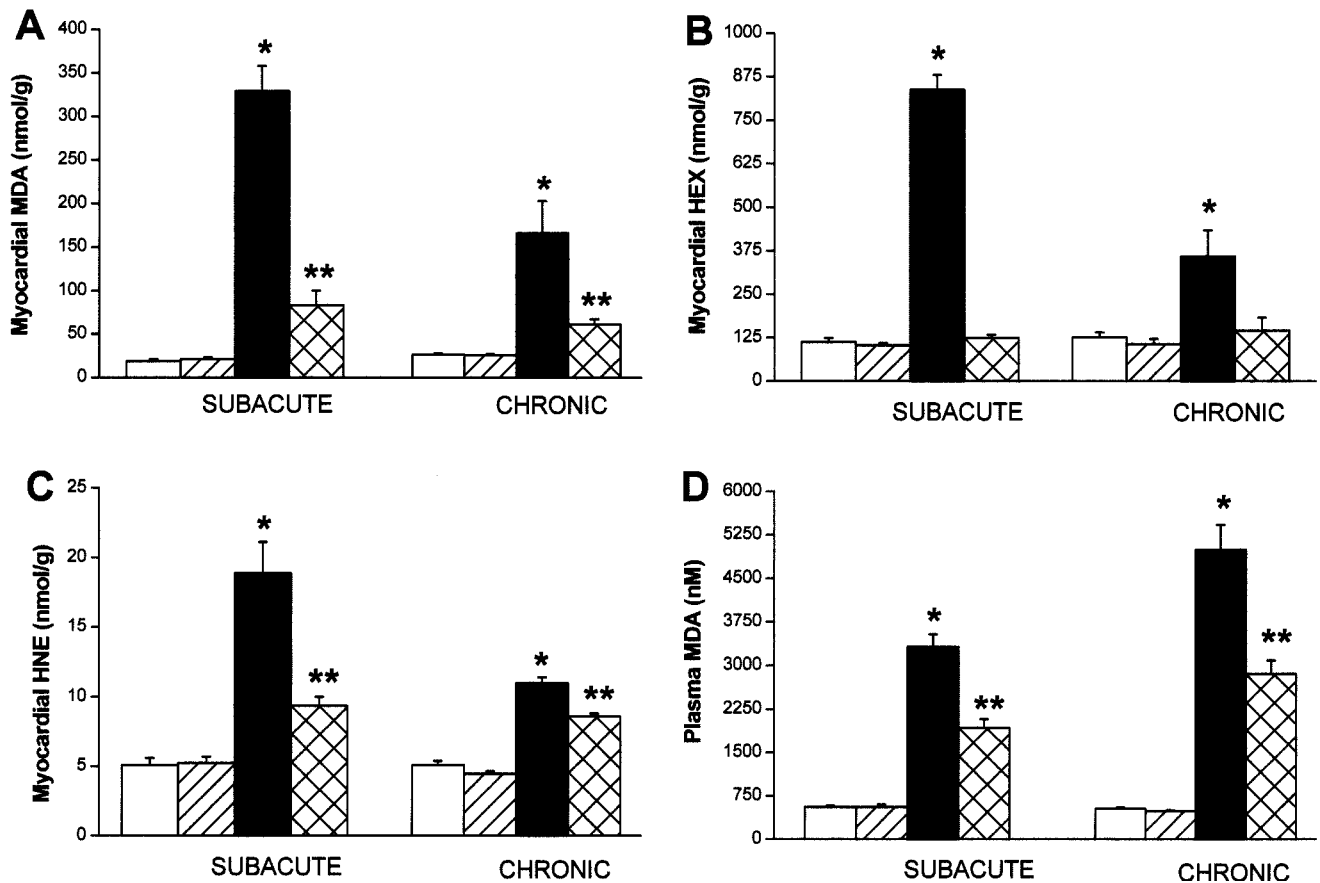 A
Myocardial MDA (nmol/g)
400
350
300
250
200
150
100
50
0
*
**
*
**
SUBACUTE
CHRONIC
B
Myocardial HEX (nmol/g)
1000
875
750
625
500
375
250
125
0
*
*
SUBACUTE
CHRONIC
C
Myocardial HNE (nmol/g)
25
20
15
10
5
0
*
**
*
**
SUBACUTE
CHRONIC
D
Plasma MDA (nM)
6000
5250
4500
3750
3000
2250
1500
750
0
*
**
*
**
SUBACUTE
CHRONIC